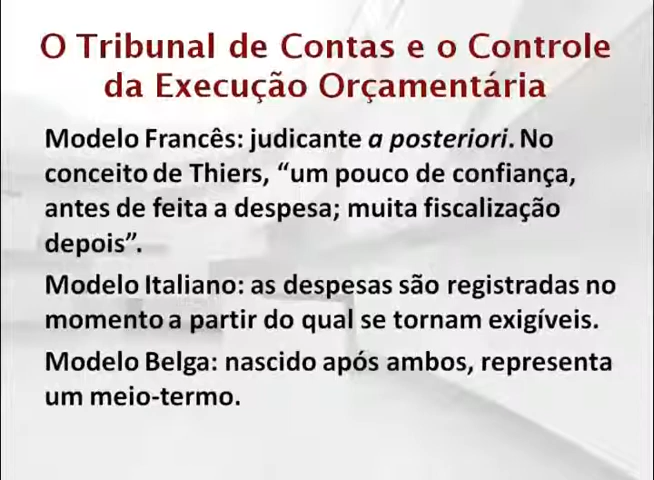 O Tribunal de Contas e o Controle
da Execução Orçamentária
Modelo Francês: judicante a posteriori. No
conceito de Thiers, “um pouco de confiança,
antes de feita a despesa; muita fiscalização
depois”.
Modelo Italiano: as despesas são registradas no
momento a partir do qual se tornam exigíveis.
Modelo Belga: nascido após ambos, representa
um meio-termo.